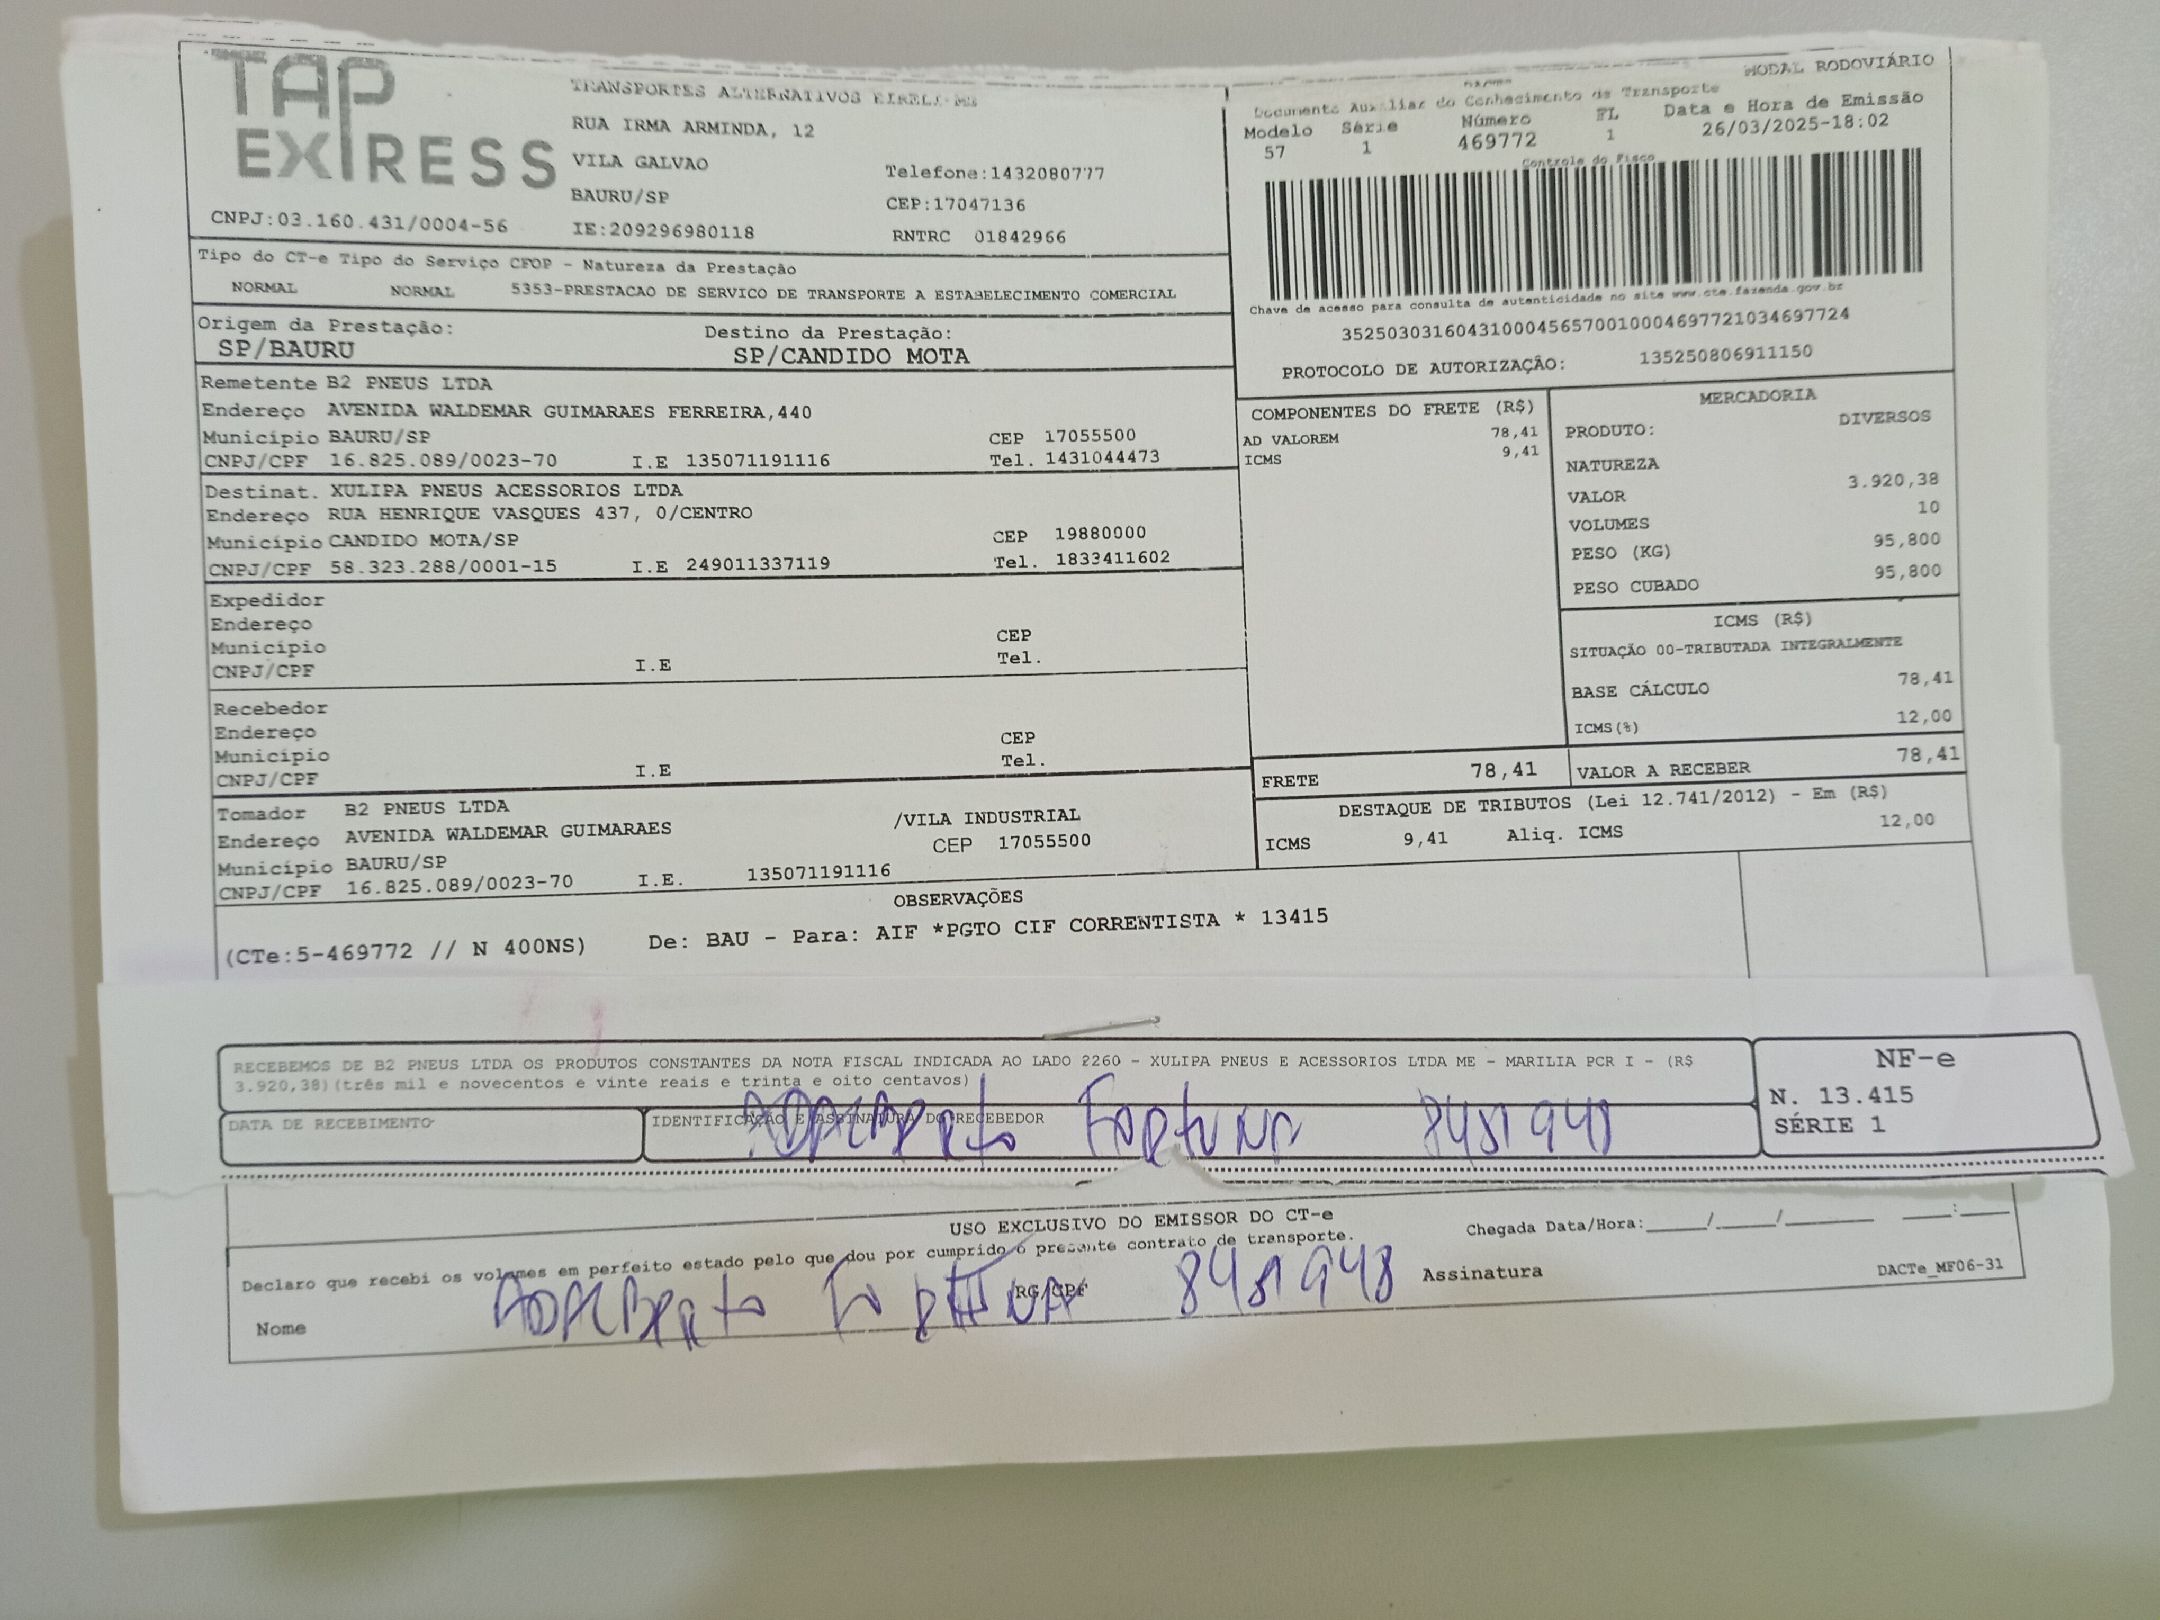 TAP
EXPRESS
CNPJ:03.160.431/0004-56
TRANSPORTES ALTERNATIVOS EIRELI-ME
RUA IRMA ARMINDA, 12
VILA GALVAO
BAURU/SP
IE:209296980118
Telefone:1432080777
CEP:17047136
RNTRC 01842966
MODAL RODOVIÁRIO
Documento Auxiliar do Conhecimento de Transporte
Modelo Série Número FL Data e Hora de Emissão
57 1 469772 1 26/03/2025-18:02
Controle do Fisco
Chave de acesso para consulta de autenticidade no site www.cte.fazenda.gov.br
35250303160431000456570010004697721034697724
PROTOCOLO DE AUTORIZAÇÃO: 135250806911150
Tipo do CT-e Tipo do Serviço CFOP - Natureza da Prestação
NORMAL NORMAL 5353-PRESTACAO DE SERVICO DE TRANSPORTE A ESTABELECIMENTO COMERCIAL
Origem da Prestação: Destino da Prestação:
SP/BAURU SP/CANDIDO MOTA
Remetente B2 PNEUS LTDA
Endereço AVENIDA WALDEMAR GUIMARAES FERREIRA,440
Município BAURU/SP CEP 17055500
CNPJ/CPF 16.825.089/0023-70 I.E 135071191116 Tel. 1431044473
Destinat. XULIPA PNEUS ACESSORIOS LTDA
Endereço RUA HENRIQUE VASQUES 437, 0/CENTRO
Município CANDIDO MOTA/SP CEP 19880000
CNPJ/CPF 58.323.288/0001-15 I.E 249011337119 Tel. 1833411602
Expedidor
Endereço
Município CEP
CNPJ/CPF I.E Tel.
Recebedor
Endereço
Município CEP
CNPJ/CPF I.E Tel.
Tomador B2 PNEUS LTDA
Endereço AVENIDA WALDEMAR GUIMARAES /VILA INDUSTRIAL
Município BAURU/SP CEP 17055500
CNPJ/CPF 16.825.089/0023-70 I.E. 135071191116
COMPONENTES DO FRETE (R$)
AD VALOREM 78,41
ICMS 9,41
MERCADORIA
PRODUTO: DIVERSOS
NATUREZA
VALOR 3.920,38
VOLUMES 10
PESO (KG) 95,800
PESO CUBADO 95,800
ICMS (R$)
SITUAÇÃO 00-TRIBUTADA INTEGRALMENTE
BASE CÁLCULO 78,41
ICMS(%) 12,00
FRETE 78,41 VALOR A RECEBER 78,41
DESTAQUE DE TRIBUTOS (Lei 12.741/2012) - Em (R$)
ICMS 9,41 Aliq. ICMS 12,00
OBSERVAÇÕES
(CTe:5-469772 // N 400NS) De: BAU - Para: AIF *PGTO CIF CORRENTISTA * 13415
RECEBEMOS DE B2 PNEUS LTDA OS PRODUTOS CONSTANTES DA NOTA FISCAL INDICADA AO LADO 2260 - XULIPA PNEUS E ACESSORIOS LTDA ME - MARILIA PCR I - (R$
3.920,38)(três mil e novecentos e vinte reais e trinta e oito centavos)
DATA DE RECEBIMENTO IDENTIFICAÇÃO E ASSINATURA DO RECEBEDOR
ADALBERTO FORTUNA 8451948
NF-e
N. 13.415
SÉRIE 1
USO EXCLUSIVO DO EMISSOR DO CT-e
Declaro que recebi os volumes em perfeito estado pelo que dou por cumprido o presente contrato de transporte.
Chegada Data/Hora:____/____/______ ___:___
Nome ADALBERTO FORTUNA RG/CPF 8451948 Assinatura
DACTe_MF06-31